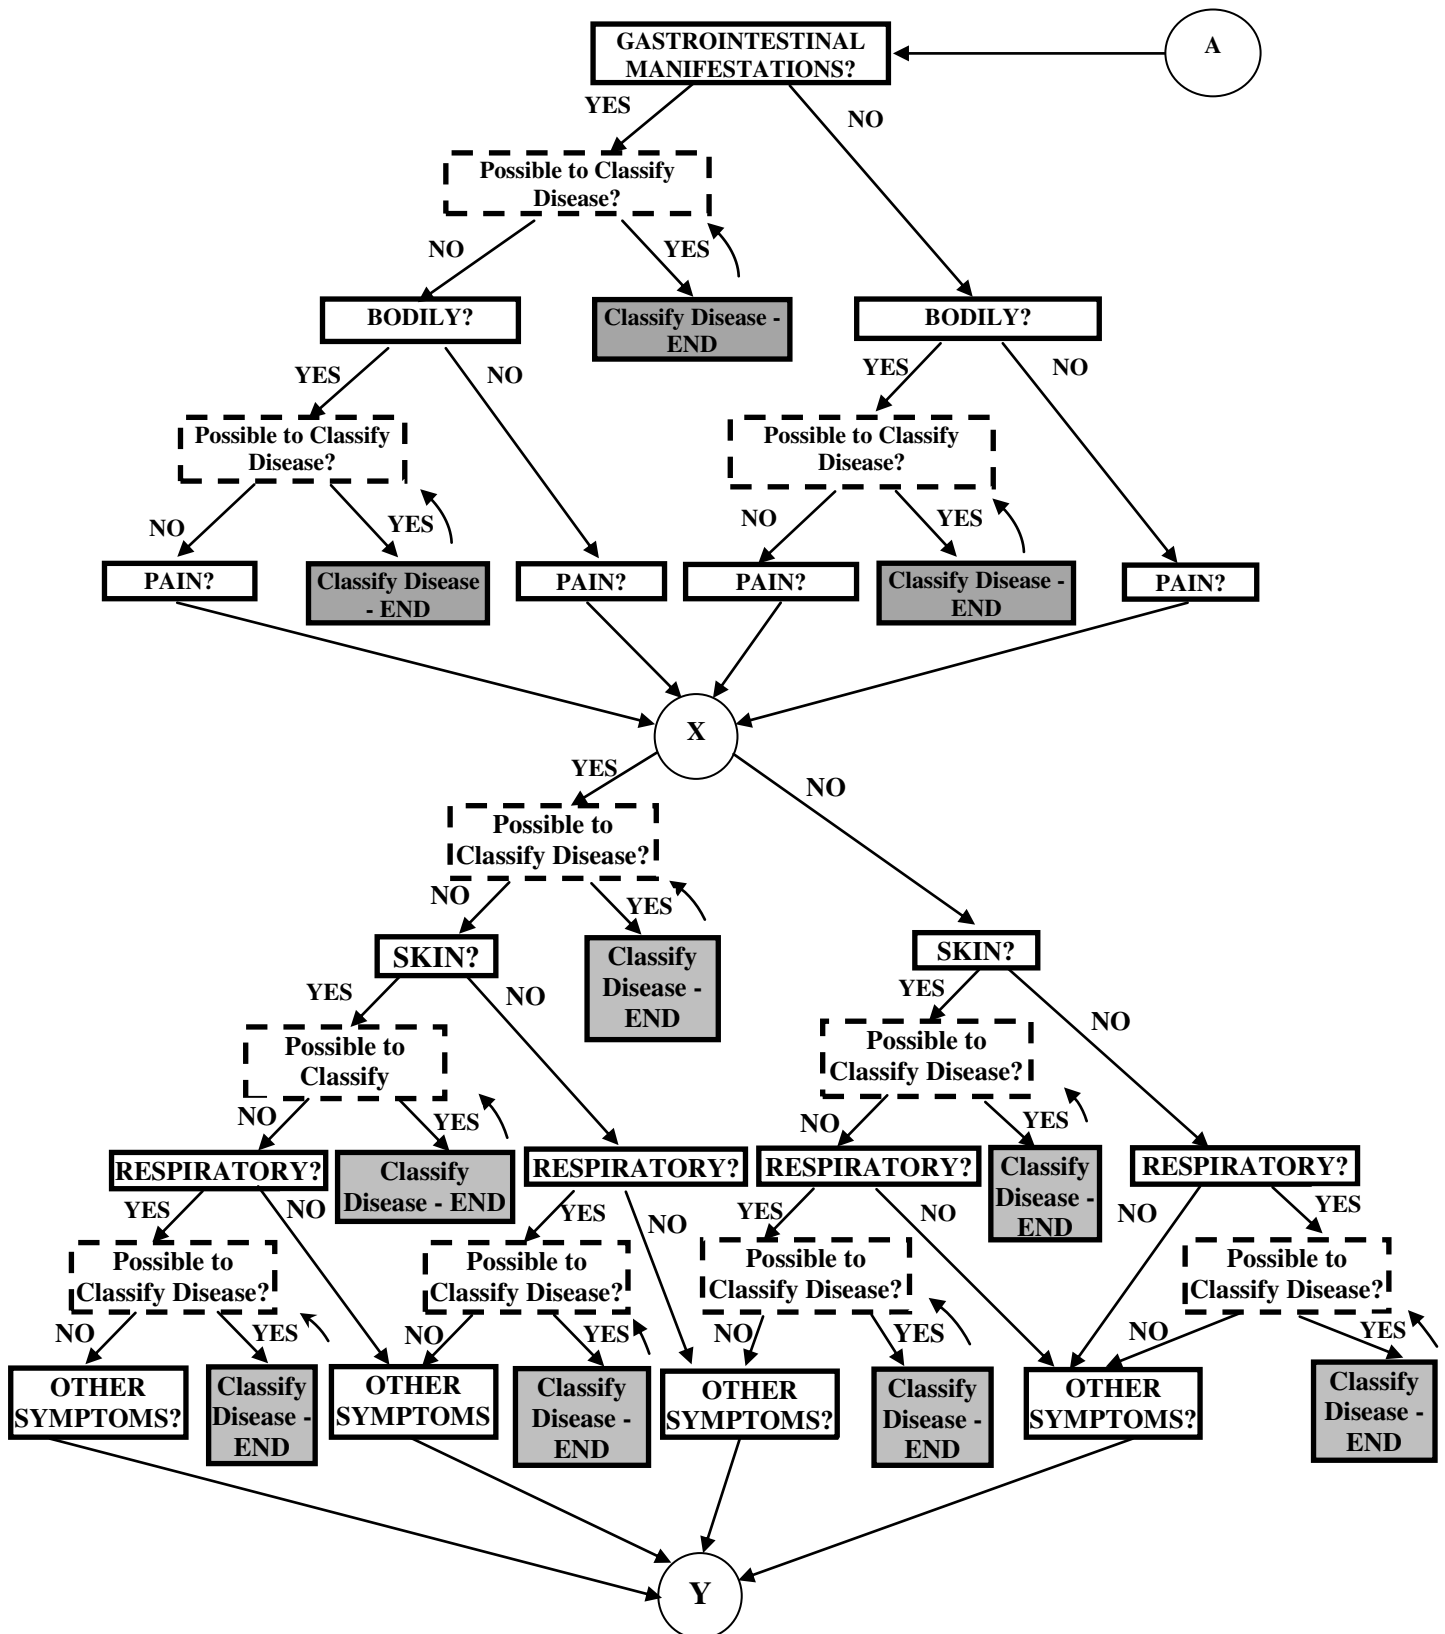 GASTROINTESTINAL
MANIFESTATIONS?
A
YES
NO
Possible to Classify
Disease?
NO
YES
BODILY?
Classify Disease -
END
BODILY?
YES
NO
YES
NO
Possible to Classify
Disease?
Possible to Classify
Disease?
NO
YES
NO
YES
PAIN?
Classify Disease
- END
PAIN?
PAIN?
Classify Disease -
END
PAIN?
X
YES
NO
Possible to
Classify Disease?
NO
YES
SKIN?
Classify
Disease -
END
SKIN?
YES
NO
YES
NO
Possible to
Classify
Possible to
Classify Disease?
NO
YES
NO
YES
RESPIRATORY?
Classify
Disease - END
RESPIRATORY?
RESPIRATORY?
Classify
Disease -
END
RESPIRATORY?
YES
NO
YES
NO
YES
NO
NO
YES
Possible to
Classify Disease?
Possible to
Classify Disease?
Possible to
Classify Disease?
Possible to
Classify Disease?
NO
YES
NO
YES
NO
YES
NO
YES
OTHER
SYMPTOMS?
Classify
Disease -
END
OTHER
SYMPTOMS
Classify
Disease -
END
OTHER
SYMPTOMS?
Classify
Disease -
END
OTHER
SYMPTOMS?
Classify
Disease -
END
Y